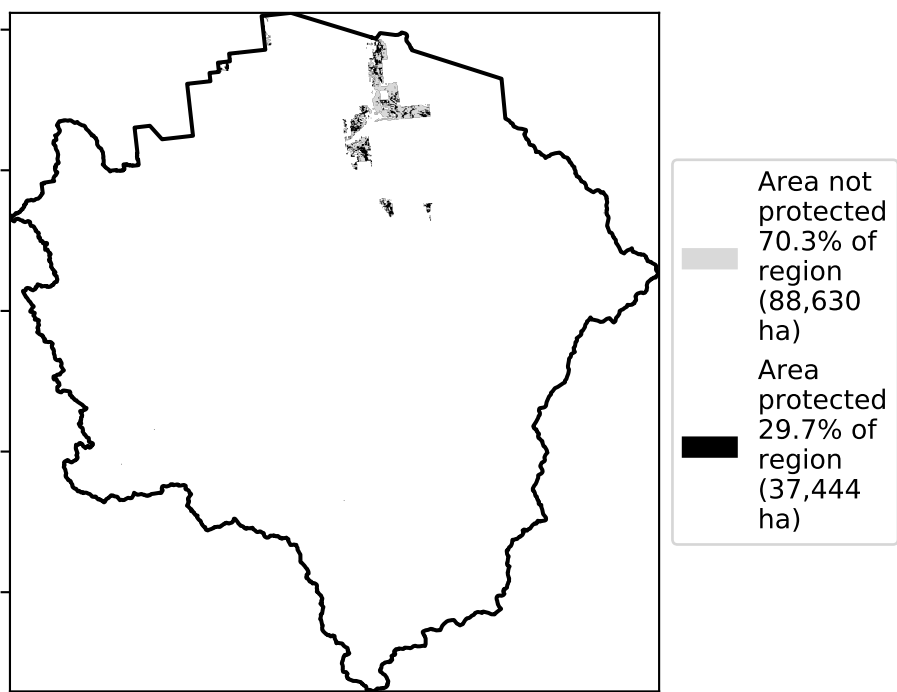 Area not
protected
70.3% of
region
(88,630
ha)
Area
protected
29.7% of
region
(37,444
ha)